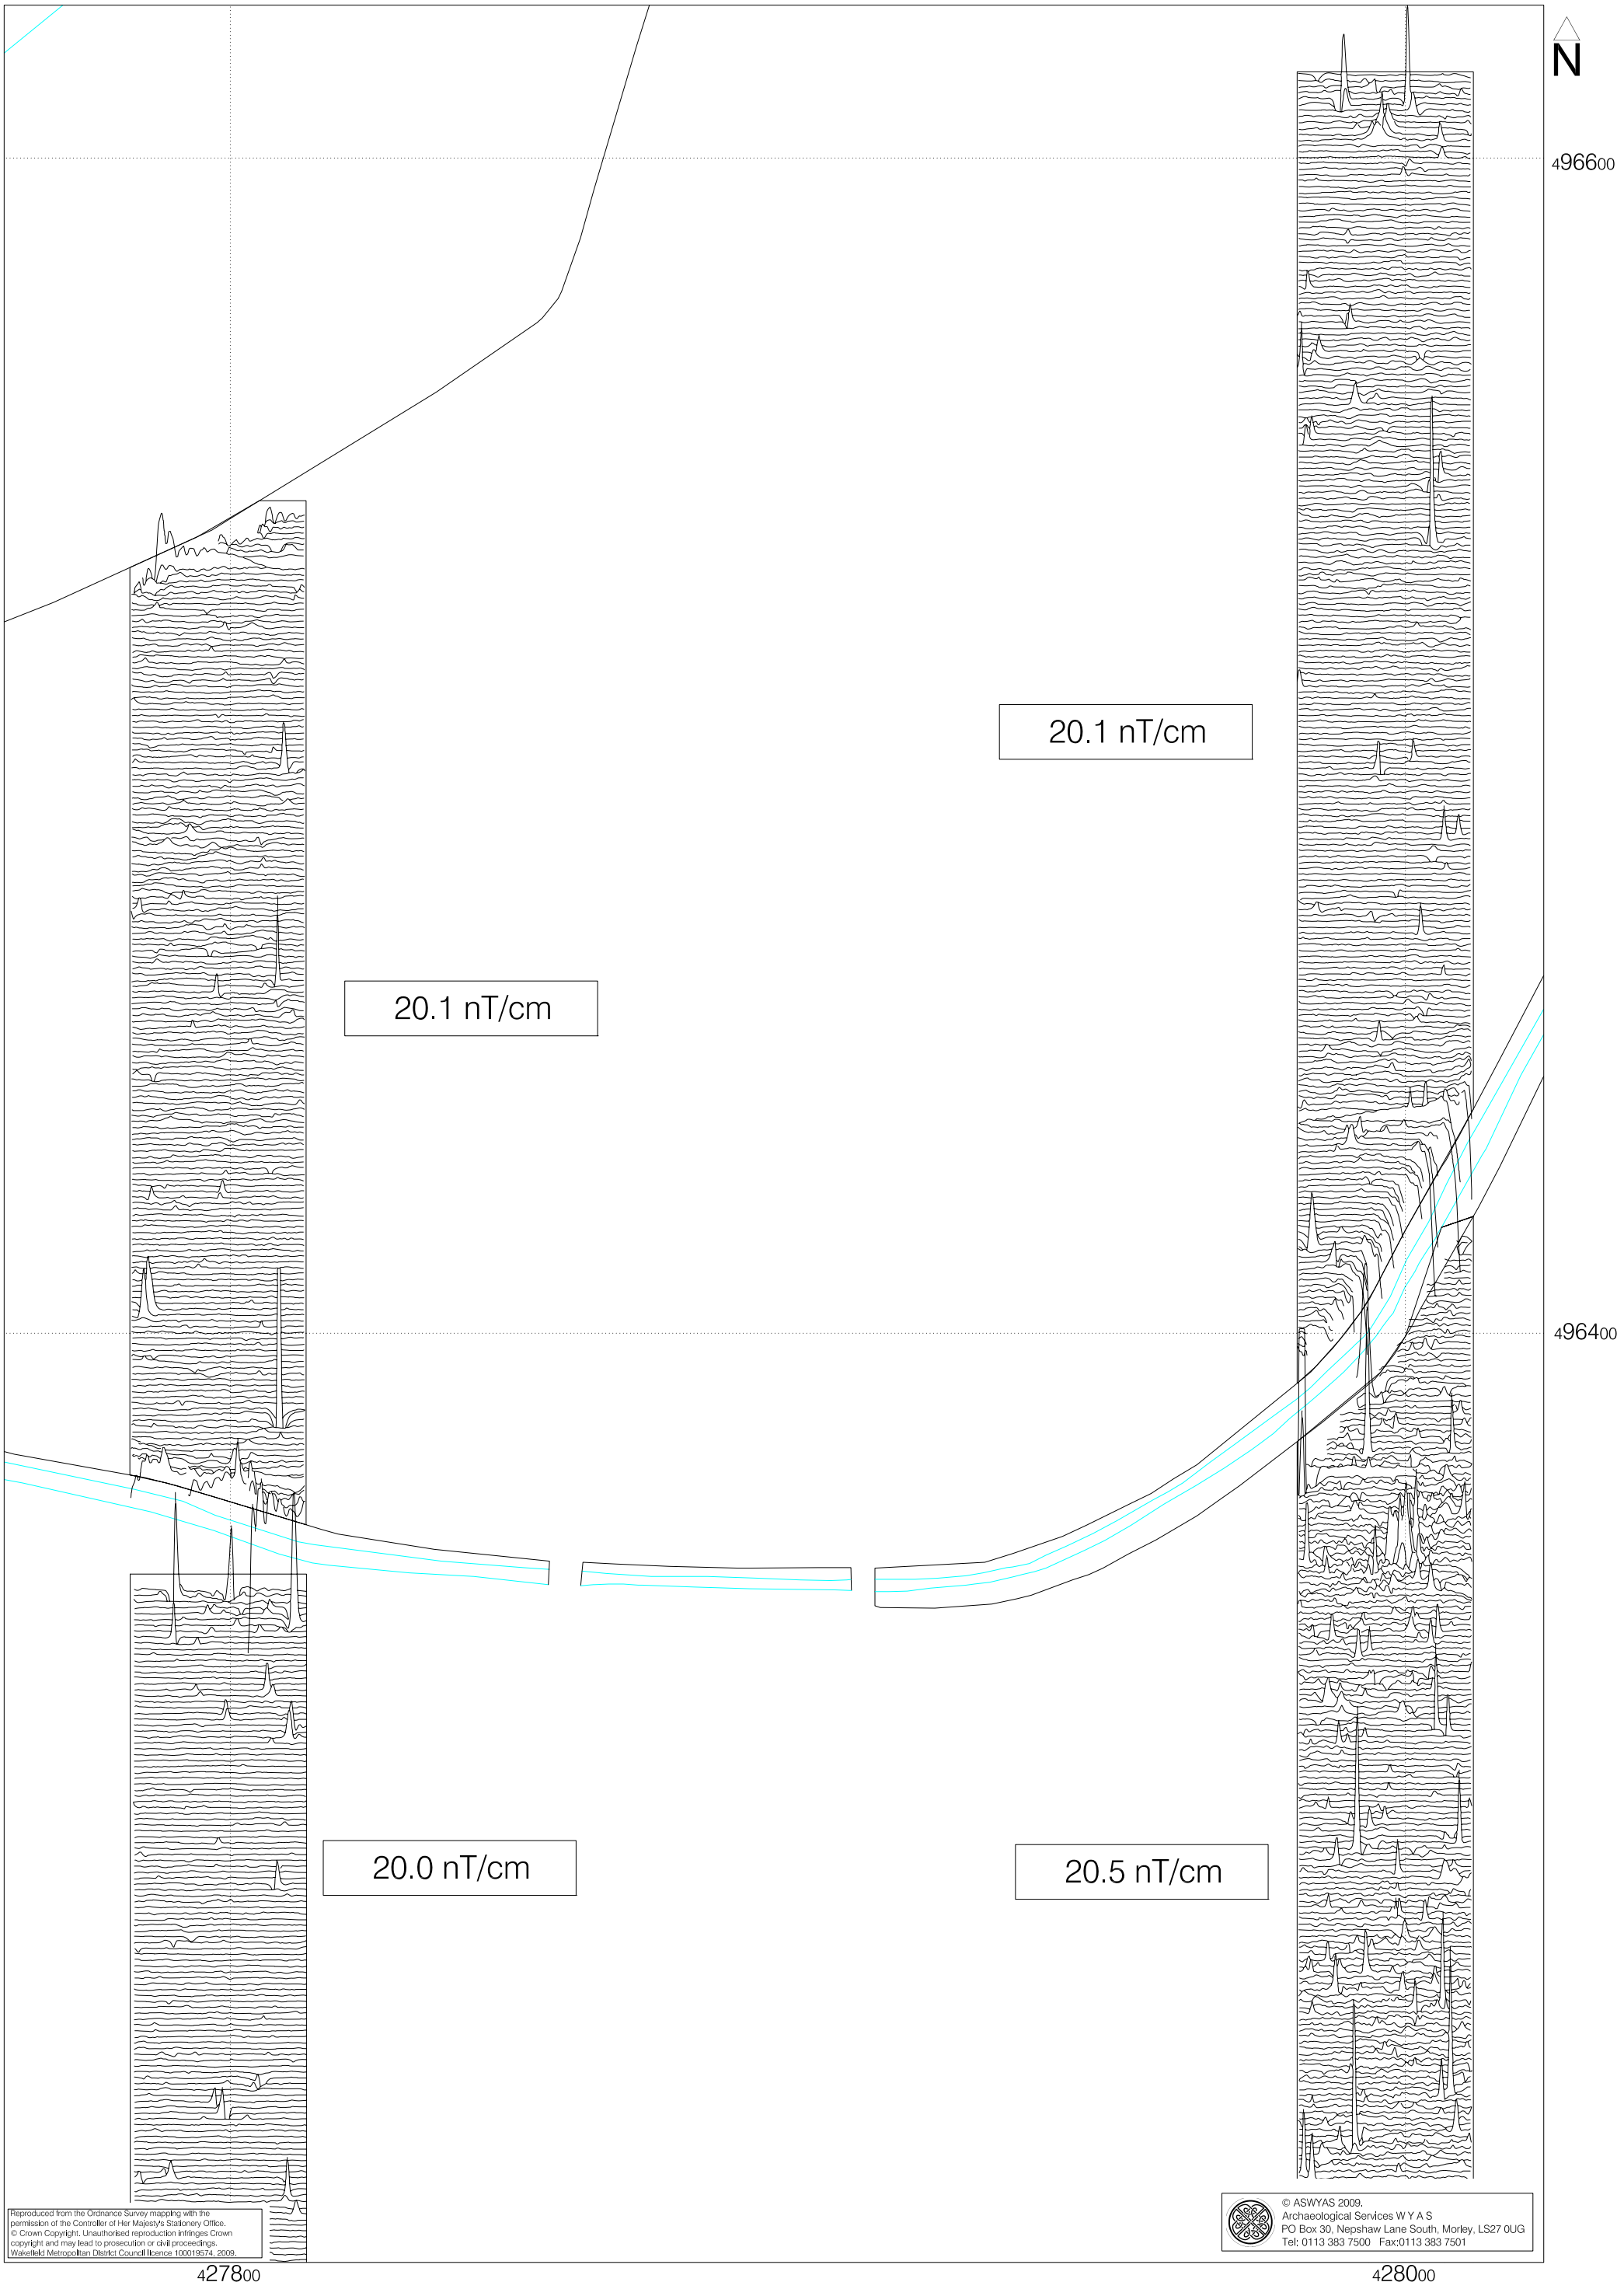 N
496600
20.1 nT/cm
20.1 nT/cm
496400
20.0 nT/cm
20.5 nT/cm
Reproduced from the Ordnance Survey mapping with the
permission of the Controller of Her Majesty's Stationery Office.
© Crown Copyright. Unauthorised reproduction infringes Crown
copyright and may lead to prosecution or civil proceedings.
Wakefield Metropolitan District Council licence 100019574, 2009.
© ASWYAS 2009.
Archaeological Services W Y A S
PO Box 30, Nepshaw Lane South, Morley, LS27 0UG
Tel: 0113 383 7500 Fax:0113 383 7501
427800
428000